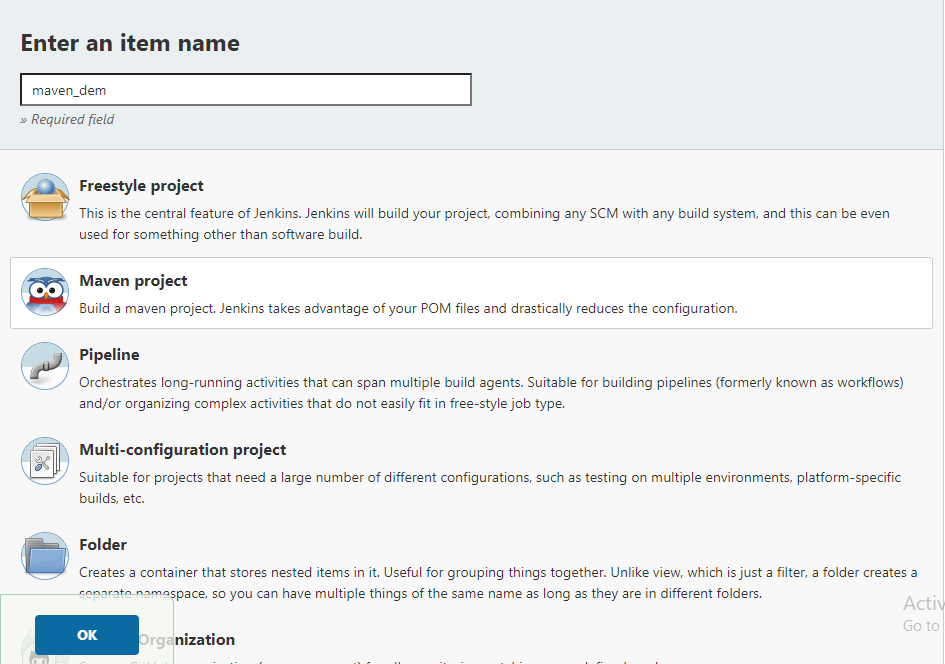 Enter an item name
maven_dem
» Required field
Freestyle project
This is the central feature of Jenkins. Jenkins will build your project, combining any SCM with any build system, and this can be even
used for something other than software build.
Maven project
Build a maven project. Jenkins takes advantage of your POM files and drastically reduces the configuration.
Pipeline
Orchestrates long-running activities that can span multiple build agents. Suitable for building pipelines (formerly known as workflows)
and/or organizing complex activities that do not easily fit in free-style job type.
Multi-configuration project
Suitable for projects that need a large number of different configurations, such as testing on multiple environments, platform-specific
builds, etc.
Folder
Creates a container that stores nested items in it. Useful for grouping things together. Unlike view, which is just a filter, a folder creates a
separate namespace, so you can have multiple things of the same name as long as they are in different folders.
Activ
Go to
OK
Organization